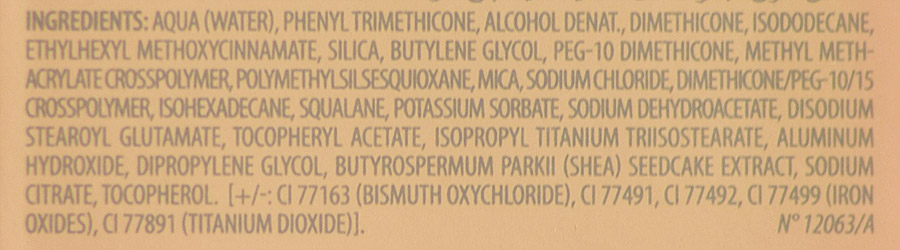 INGREDIENTS: AQUA (WATER), PHENYL TRIMETHICONE, ALCOHOL DENAT., DIMETHICONE, ISODODECANE,
ETHYLHEXYL METHOXYCINNAMATE, SILICA, BUTYLENE GLYCOL, PEG-10 DIMETHICONE, METHYL METH-
ACRYLATE CROSSPOLYMER, POLYMETHYLSILSESQUIOXANE, MICA, SODIUM CHLORIDE, DIMETHICONE/PEG-10/15
CROSSPOLYMER, ISOHEXADECANE, SQUALANE, POTASSIUM SORBATE, SODIUM DEHYDROACETATE, DISODIUM
STEAROYL GLUTAMATE, TOCOPHERYL ACETATE, ISOPROPYL TITANIUM TRIISOSTEARATE, ALUMINUM
HYDROXIDE, DIPROPYLENE GLYCOL, BUTYROSPERMUM PARKII (SHEA) SEEDCAKE EXTRACT, SODIUM
CITRATE, TOCOPHEROL. [+/-: CI 77163 (BISMUTH OXYCHLORIDE), CI 77491, CI 77492, CI 77499 (IRON
OXIDES), CI 77891 (TITANIUM DIOXIDE)]. N° 12063/A